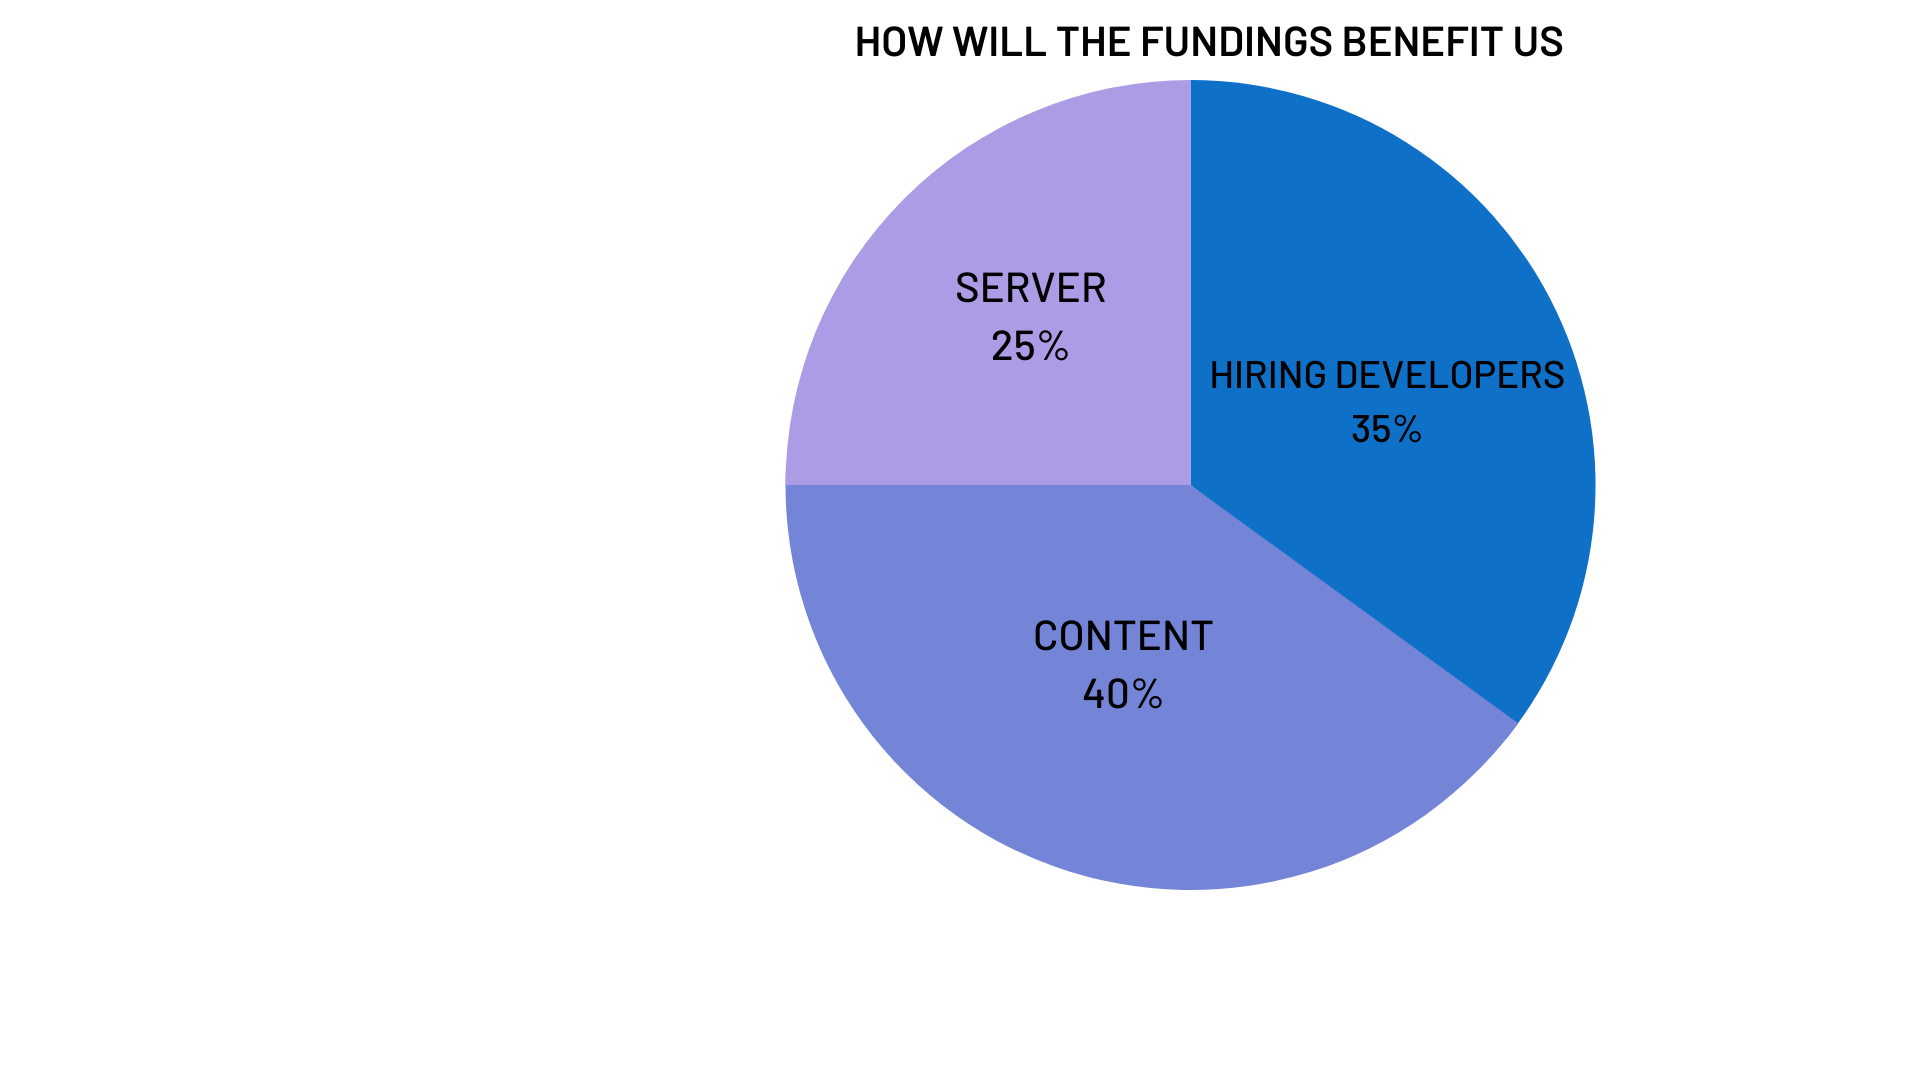 HOW WILL THE FUNDINGS BENEFIT US
SERVER
25%
HIRING DEVELOPERS
35%
CONTENT
40%